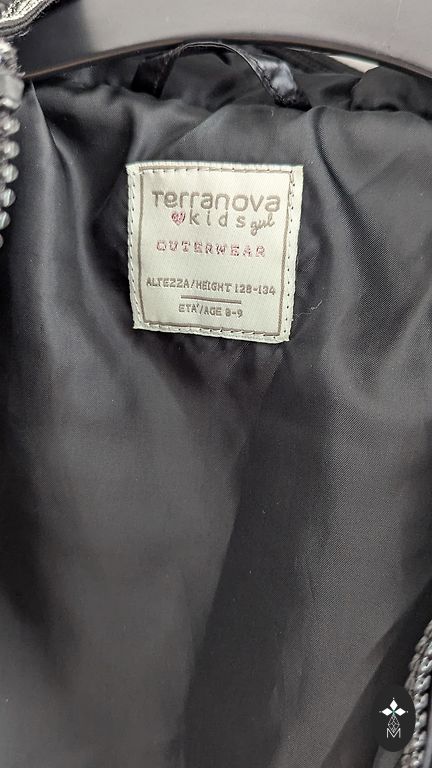 Terranova
kids girl
OUTERWEAR
ALTEZZA/HEIGHT 128-134
ETA'/AGE 8-9
M